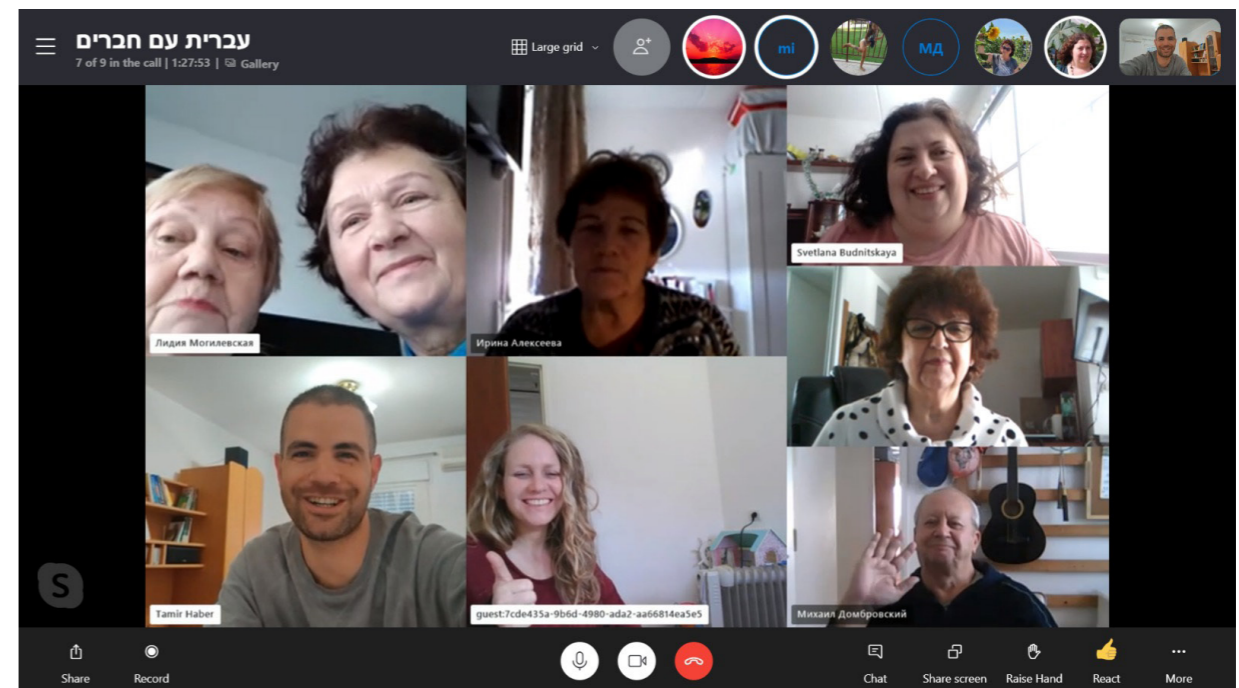 עברית עם חברים
7 of 9 in the call | 1:27:53 | Gallery
Large grid
mi
МД
Лидия Могилевская
Ирина Алексеева
Svetlana Budnitskaya
Tamir Haber
guest:7cde435a-9b6d-4980-ada2-aa66814ea5e5
Михаил Домбровский
S
Share
Record
Chat
Share screen
Raise Hand
React
More